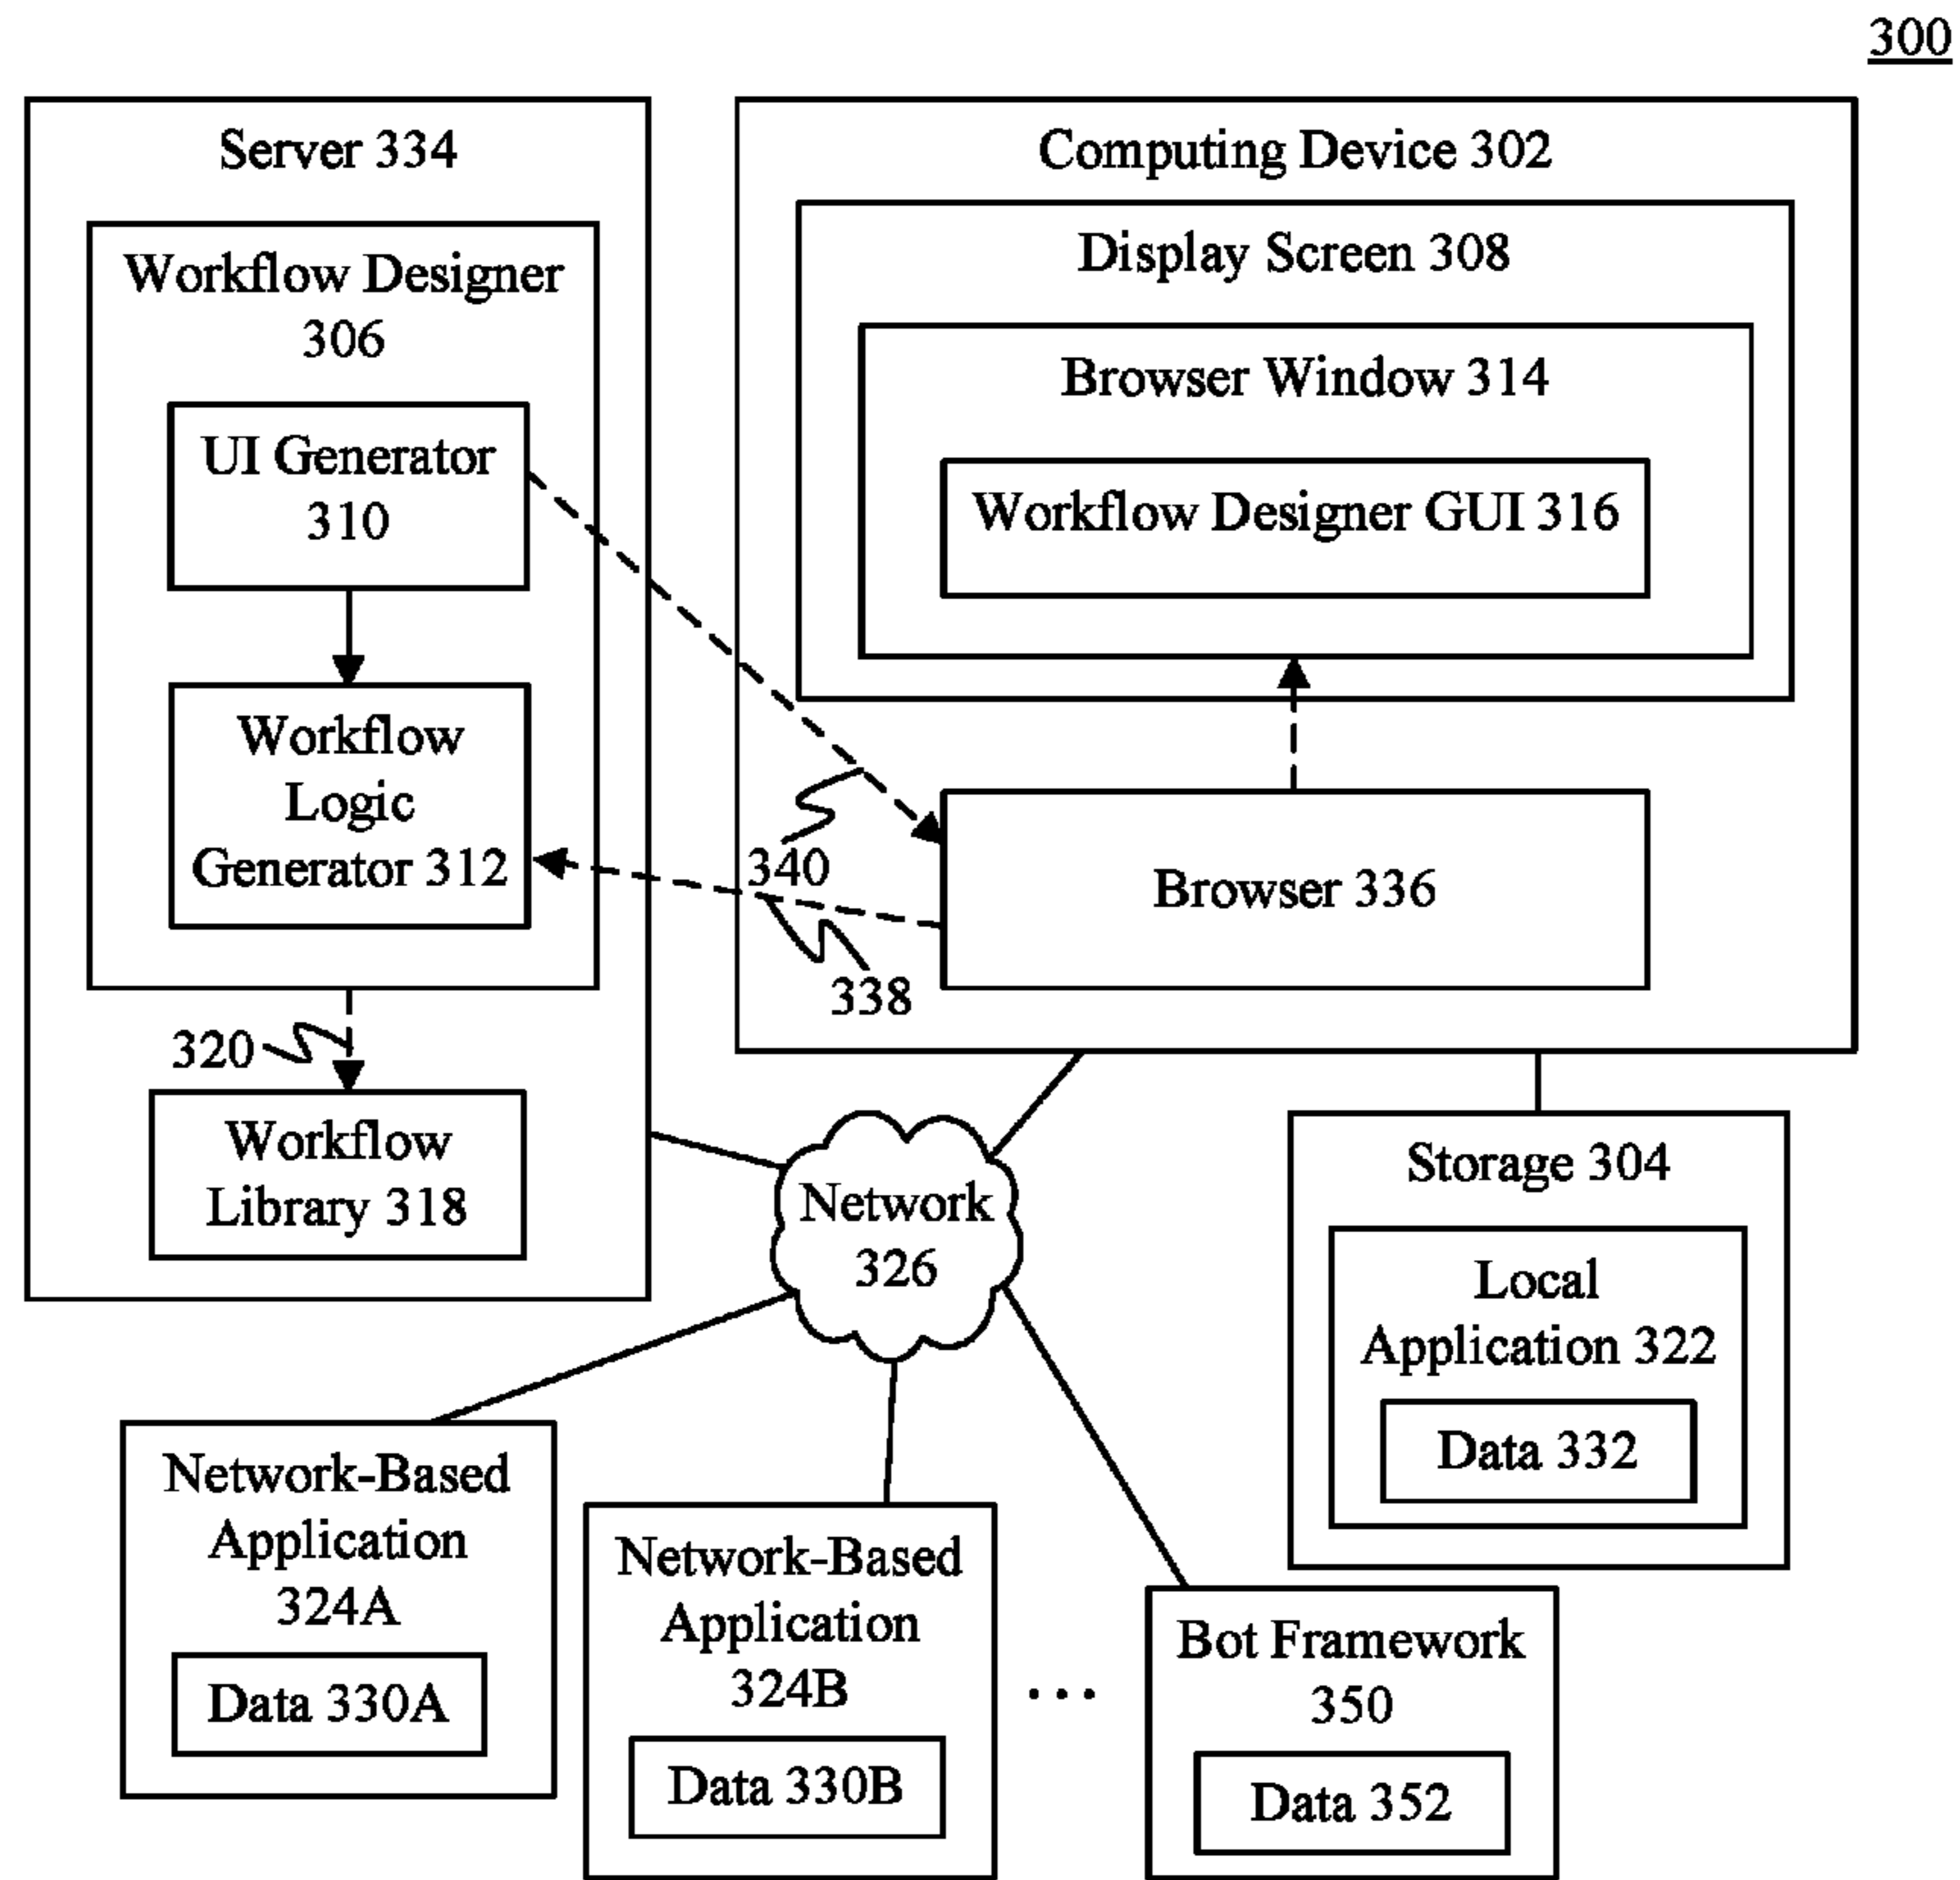 300
Server 334
Workflow Designer
306
UI Generator
310
Workflow
Logic
Generator 312
320
Workflow
Library 318
Computing Device 302
Display Screen 308
Browser Window 314
Workflow Designer GUI 316
340
338
Browser 336
Network
326
Storage 304
Local
Application 322
Data 332
Network-Based
Application
324A
Data 330A
Network-Based
Application
324B
Data 330B
...
Bot Framework
350
Data 352